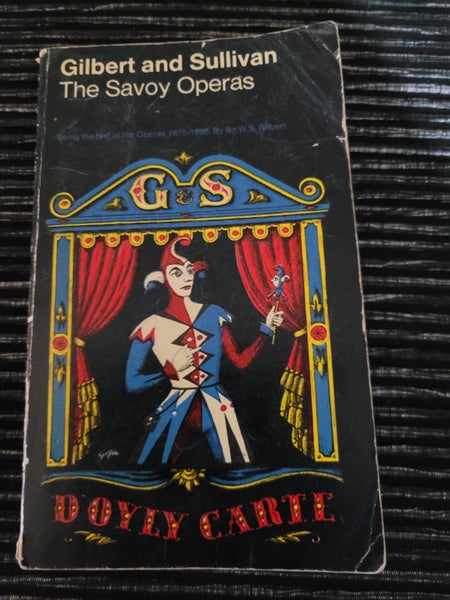 Gilbert and Sullivan
The Savoy Operas
Being the text of the Operas 1875-1896. By Sir W.S. Gilbert
G & S
D'OYLY CARTE